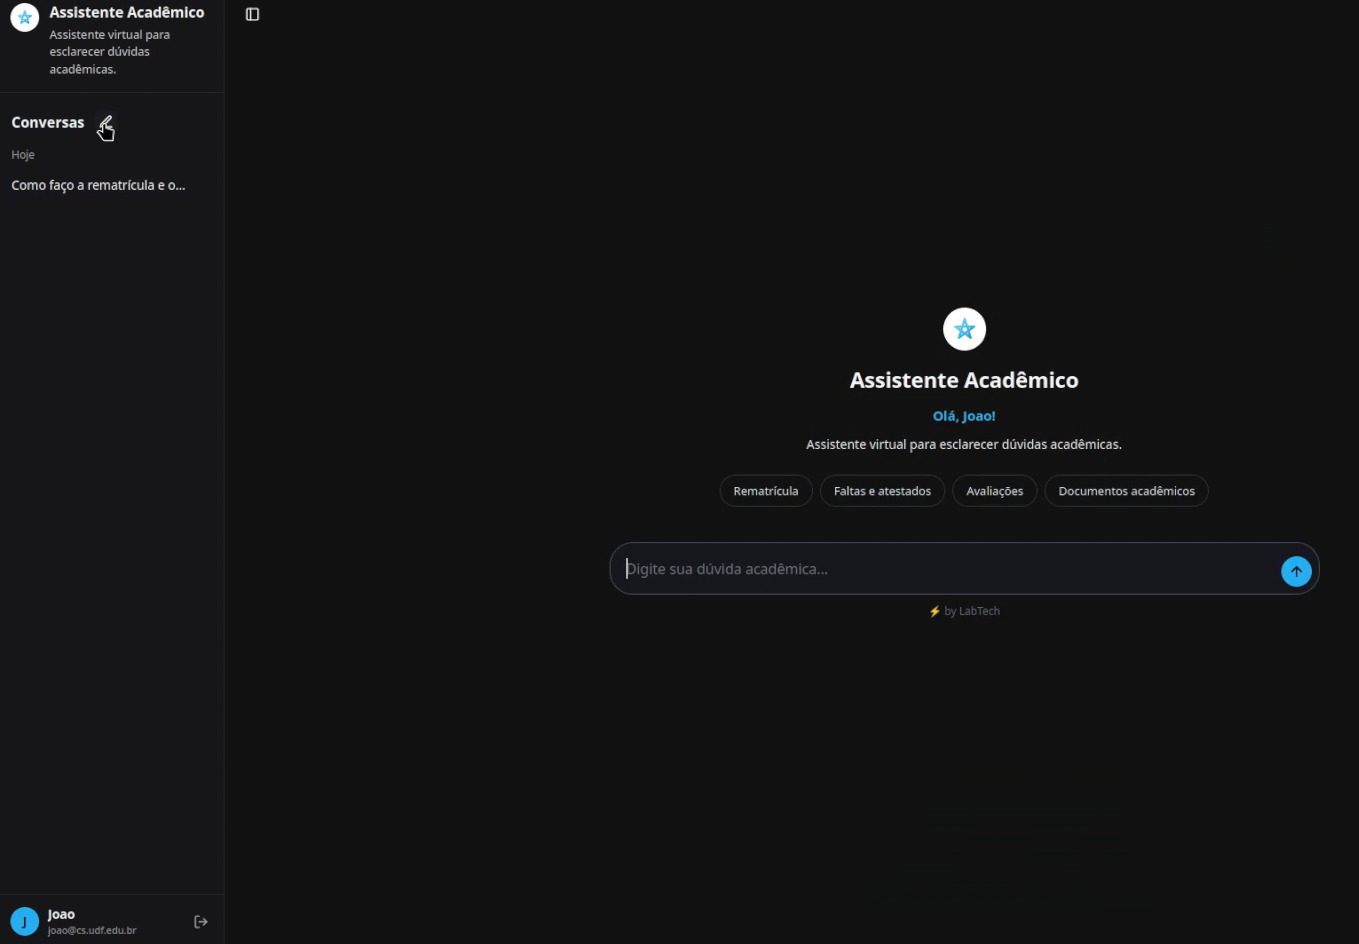 Assistente Acadêmico
Assistente virtual para
esclarecer dúvidas
acadêmicas.
Conversas
Hoje
Como faço a rematrícula e o...
Assistente Acadêmico
Olá, Joao!
Assistente virtual para esclarecer dúvidas acadêmicas.
Rematrícula
Faltas e atestados
Avaliações
Documentos acadêmicos
Digite sua dúvida acadêmica...
⚡ by LabTech
J
Joao
joao@cs.udf.edu.br